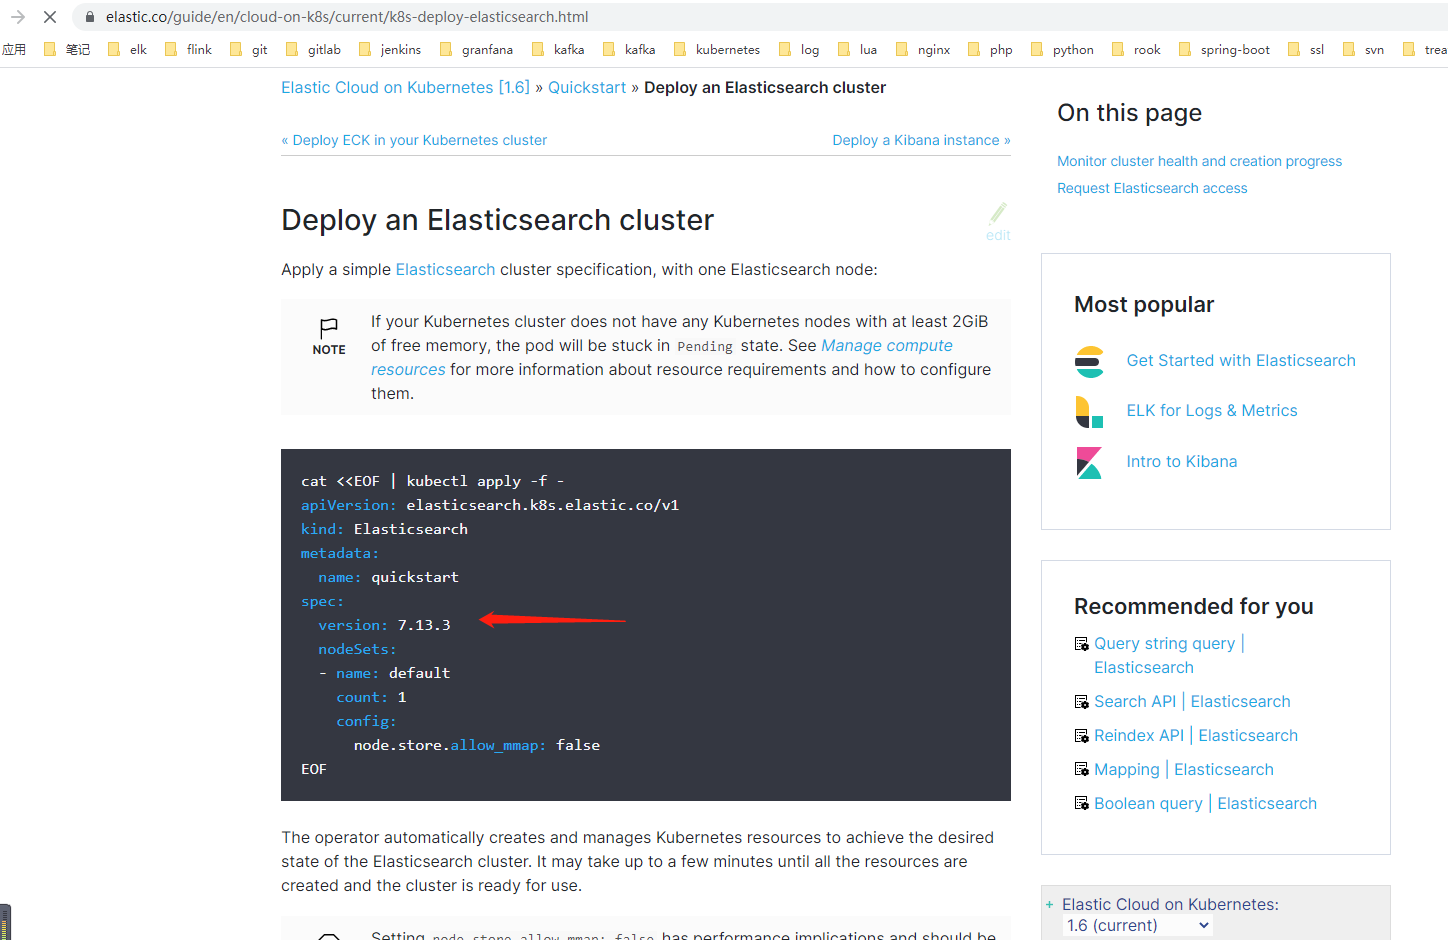 elastic.co/guide/en/cloud-on-k8s/current/k8s-deploy-elasticsearch.html
应用 笔记 elk flink git gitlab jenkins granfana kafka kafka kubernetes log lua nginx php python rook spring-boot ssl svn trea
Elastic Cloud on Kubernetes [1.6] » Quickstart » Deploy an Elasticsearch cluster
« Deploy ECK in your Kubernetes cluster
Deploy a Kibana instance »
Deploy an Elasticsearch cluster
edit
Apply a simple Elasticsearch cluster specification, with one Elasticsearch node:
NOTE
If your Kubernetes cluster does not have any Kubernetes nodes with at least 2GiB
of free memory, the pod will be stuck in Pending state. See Manage compute
resources for more information about resource requirements and how to configure
them.
cat <<EOF | kubectl apply -f -
apiVersion: elasticsearch.k8s.elastic.co/v1
kind: Elasticsearch
metadata:
  name: quickstart
spec:
  version: 7.13.3
  nodeSets:
  - name: default
    count: 1
    config:
      node.store.allow_mmap: false
EOF
The operator automatically creates and manages Kubernetes resources to achieve the desired
state of the Elasticsearch cluster. It may take up to a few minutes until all the resources are
created and the cluster is ready for use.
Setting node.store.allow_mmap: false has performance implications and should be
On this page
Monitor cluster health and creation progress
Request Elasticsearch access
Most popular
Get Started with Elasticsearch
ELK for Logs & Metrics
Intro to Kibana
Recommended for you
Query string query |
Elasticsearch
Search API | Elasticsearch
Reindex API | Elasticsearch
Mapping | Elasticsearch
Boolean query | Elasticsearch
+ Elastic Cloud on Kubernetes:
1.6 (current)